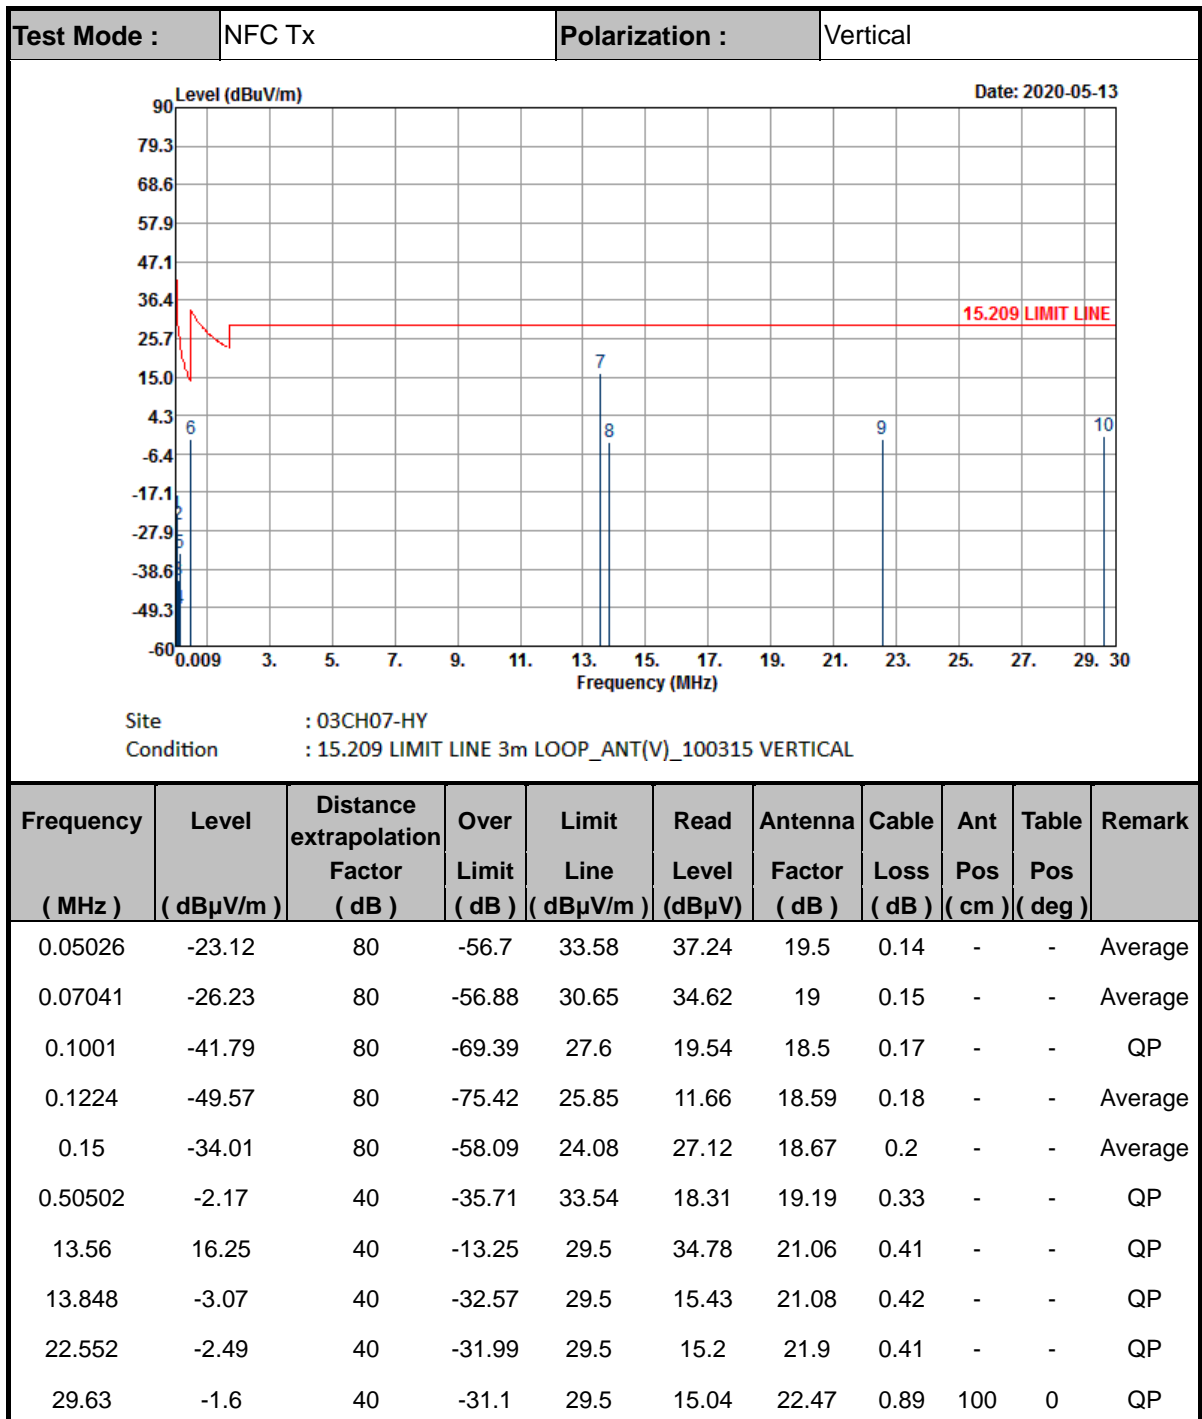 Test Mode : NFC Tx Polarization : Vertical
Level (dBuV/m) Date: 2020-05-13
90
79.3
68.6
57.9
47.1
36.4
15.209 LIMIT LINE
25.7
7
15.0
4.3
6 8 9 10
-6.4
-17.1
2
-27.9
5
-38.6
-49.3
-60
0.009 3. 5. 7. 9. 11. 13. 15. 17. 19. 21. 23. 25. 27. 29. 30
Frequency (MHz)
Site : 03CH07-HY
Condition : 15.209 LIMIT LINE 3m LOOP_ANT(V)_100315 VERTICAL
Frequency Level Distance extrapolation Over Limit Read Antenna Cable Ant Table Remark
Factor Limit Line Level Factor Loss Pos Pos
( MHz ) ( dBµV/m ) ( dB ) ( dB ) ( dBµV/m ) (dBµV) ( dB ) ( dB ) ( cm ) ( deg )
0.05026 -23.12 80 -56.7 33.58 37.24 19.5 0.14 - - Average
0.07041 -26.23 80 -56.88 30.65 34.62 19 0.15 - - Average
0.1001 -41.79 80 -69.39 27.6 19.54 18.5 0.17 - - QP
0.1224 -49.57 80 -75.42 25.85 11.66 18.59 0.18 - - Average
0.15 -34.01 80 -58.09 24.08 27.12 18.67 0.2 - - Average
0.50502 -2.17 40 -35.71 33.54 18.31 19.19 0.33 - - QP
13.56 16.25 40 -13.25 29.5 34.78 21.06 0.41 - - QP
13.848 -3.07 40 -32.57 29.5 15.43 21.08 0.42 - - QP
22.552 -2.49 40 -31.99 29.5 15.2 21.9 0.41 - - QP
29.63 -1.6 40 -31.1 29.5 15.04 22.47 0.89 100 0 QP